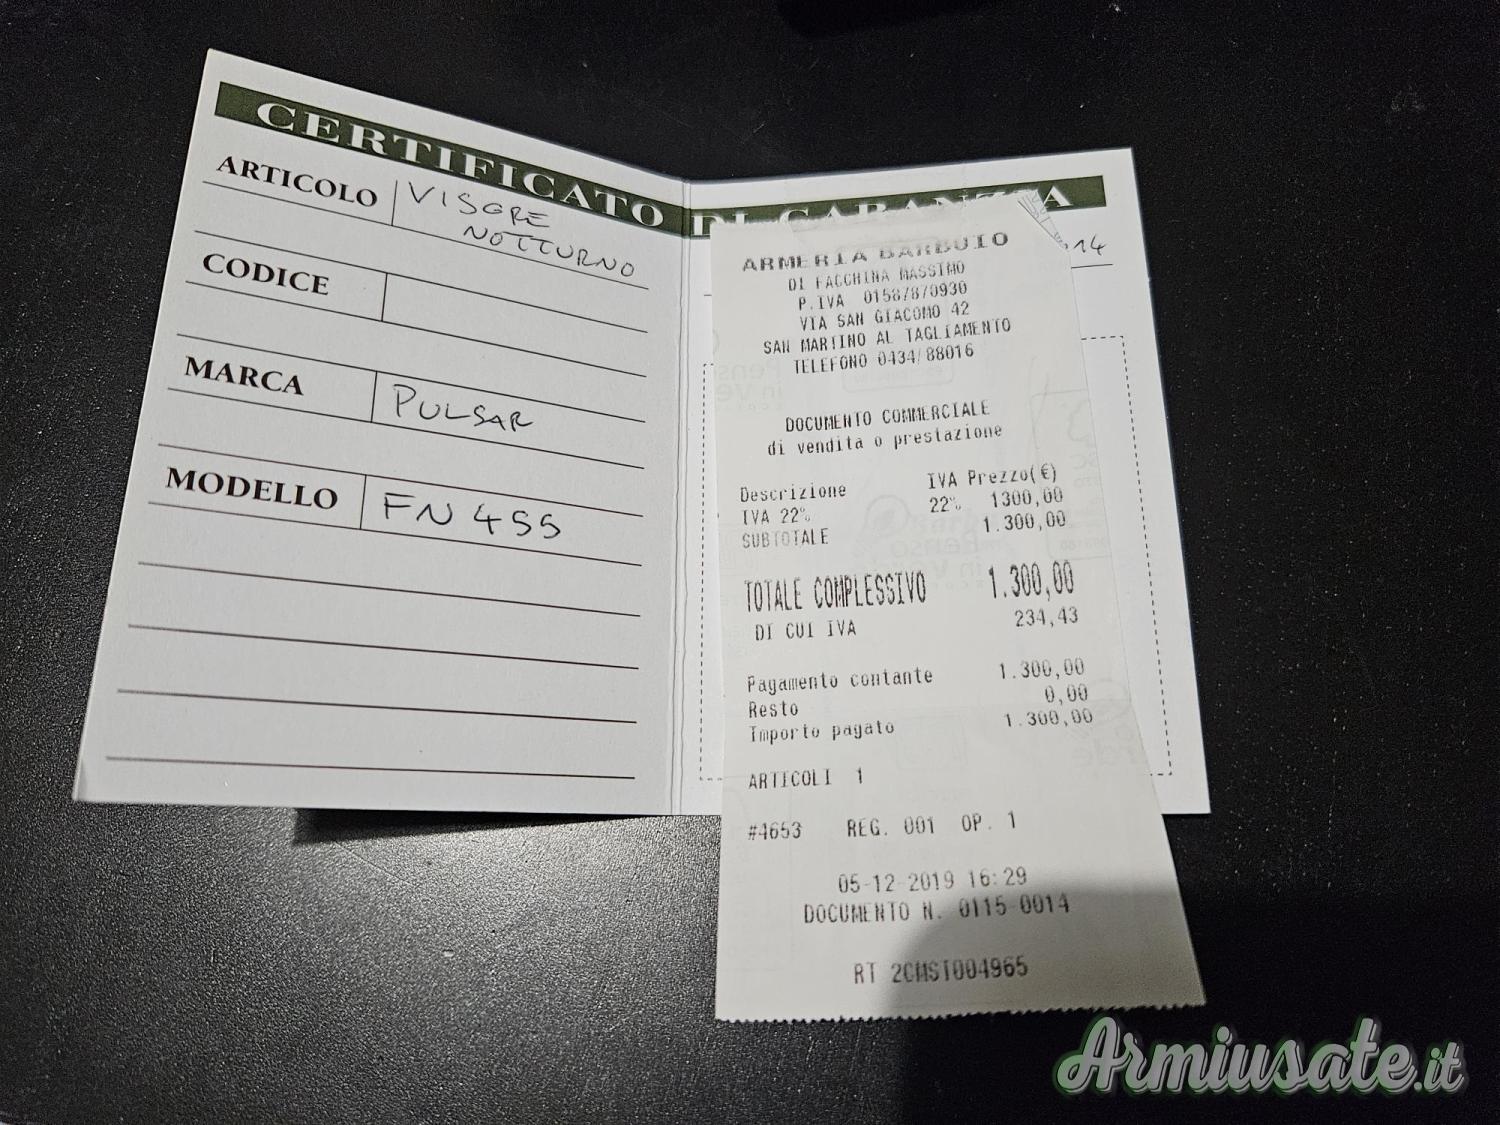 CERTIFICATO DI GARANZIA
ARTICOLO VISORE
NOTTURNO
CODICE
MARCA PULSAR
MODELLO FN 455
14
ARMERIA BARBUIO
DI FACCHINA MASSIMO
P.IVA 01587870930
VIA SAN GIACOMO 42
SAN MARTINO AL TAGLIAMENTO
TELEFONO 0434/88016
DOCUMENTO COMMERCIALE
di vendita o prestazione
Descrizione IVA Prezzo(€)
IVA 22% 22% 1300,00
SUBTOTALE 1.300,00
TOTALE COMPLESSIVO 1.300,00
DI CUI IVA 234,43
Pagamento contante 1.300,00
Resto 0,00
Importo pagato 1.300,00
ARTICOLI 1
#4653 REG. 001 OP. 1
05-12-2019 16:29
DOCUMENTO N. 0115-0014
RT 2CMST004965
Armiusate.it